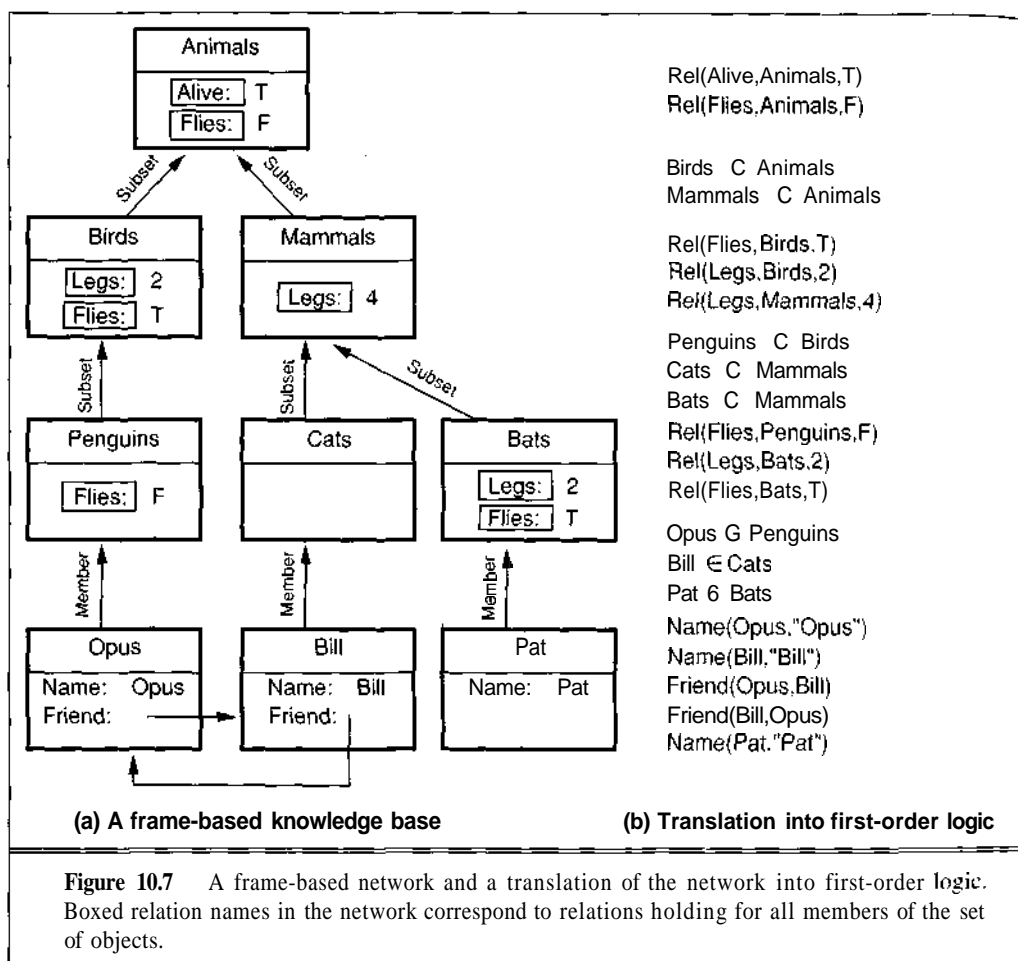 Animals
Alive: T
Flies: F
Subset
Subset
Birds
Legs: 2
Flies: T
Mammals
Legs: 4
Subset
Subset
Subset
Penguins
Flies: F
Cats
Bats
Legs: 2
Flies: T
Member
Member
Member
Opus
Name: Opus
Friend:
Bill
Name: Bill
Friend:
Pat
Name: Pat
(a) A frame-based knowledge base
Rel(Alive,Animals,T)
Rel(Flies,Animals,F)
Birds C Animals
Mammals C Animals
Rel(Flies,Birds,T)
Rel(Legs,Birds,2)
Rel(Legs,Mammals,4)
Penguins C Birds
Cats C Mammals
Bats C Mammals
Rel(Flies,Penguins,F)
Rel(Legs,Bats,2)
Rel(Flies,Bats,T)
Opus G Penguins
Bill ∈ Cats
Pat 6 Bats
Name(Opus,"Opus")
Name(Bill,"Bill")
Friend(Opus,Bill)
Friend(Bill,Opus)
Name(Pat,"Pat")
(b) Translation into first-order logic
Figure 10.7 A frame-based network and a translation of the network into first-order logic.
Boxed relation names in the network correspond to relations holding for all members of the set
of objects.